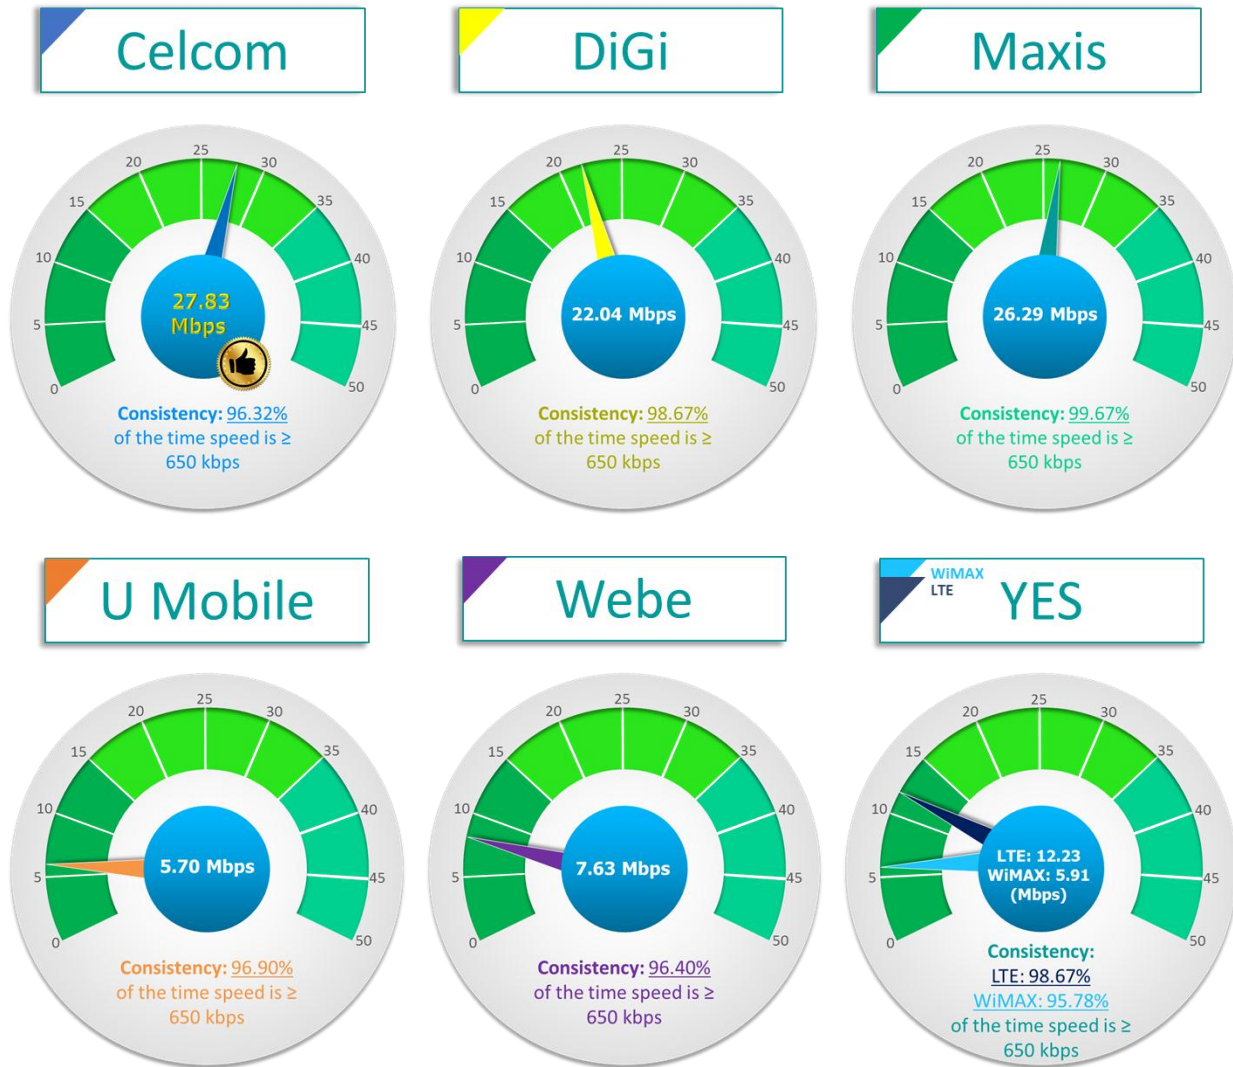 Celcom
0
5
10
15
20
25
30
35
40
45
50
27.83
Mbps
Consistency: 96.32%
of the time speed is ≥
650 kbps
DiGi
0
5
10
15
20
25
30
35
40
45
50
22.04 Mbps
Consistency: 98.67%
of the time speed is ≥
650 kbps
Maxis
0
5
10
15
20
25
30
35
40
45
50
26.29 Mbps
Consistency: 99.67%
of the time speed is ≥
650 kbps
U Mobile
0
5
10
15
20
25
30
35
40
45
50
5.70 Mbps
Consistency: 96.90%
of the time speed is ≥
650 kbps
Webe
0
5
10
15
20
25
30
35
40
45
50
7.63 Mbps
Consistency: 96.40%
of the time speed is ≥
650 kbps
WiMAX
LTE
YES
0
5
10
15
20
25
30
35
40
45
50
LTE: 12.23
WiMAX: 5.91
(Mbps)
Consistency:
LTE: 98.67%
WiMAX: 95.78%
of the time speed is ≥
650 kbps